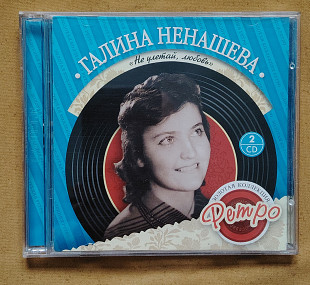 ГАЛИНА НЕНАШЕВА
«Не улетай, любовь»
2
CD
ЗОЛОТАЯ КОЛЛЕКЦИЯ
Ретро